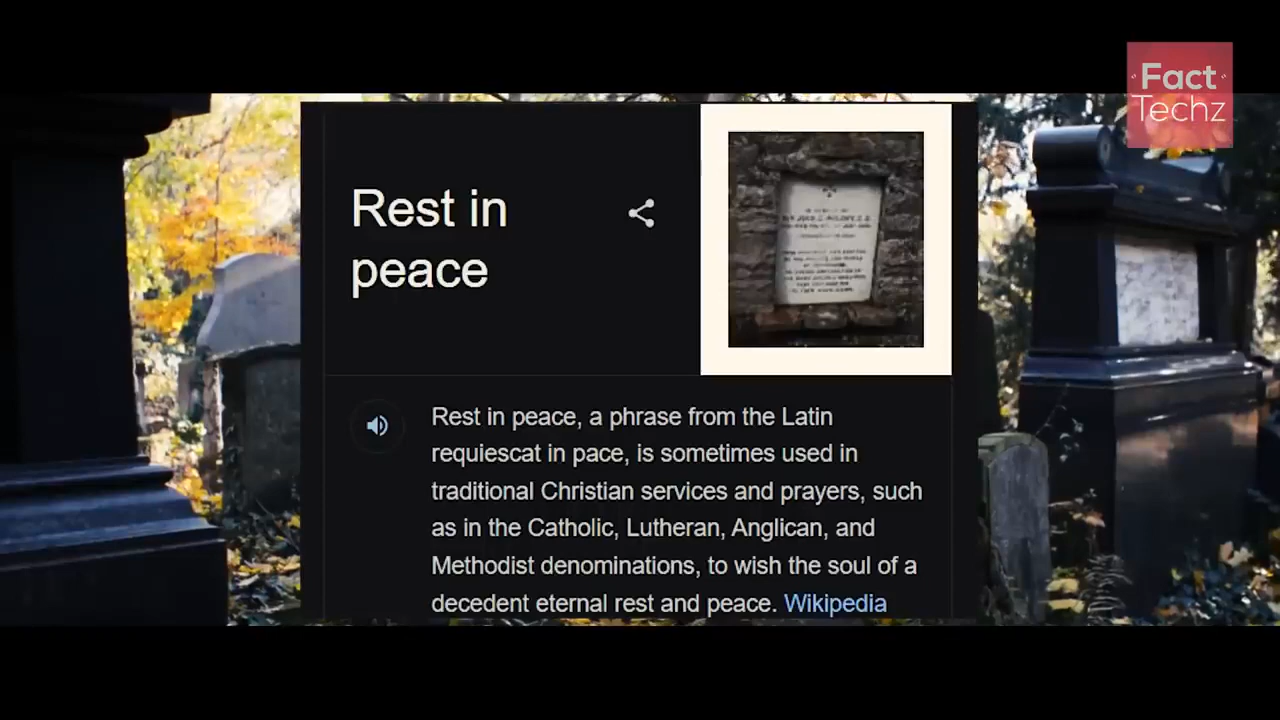 Fact
Techz
Rest in
peace
Rest in peace, a phrase from the Latin
requiescat in pace, is sometimes used in
traditional Christian services and prayers, such
as in the Catholic, Lutheran, Anglican, and
Methodist denominations, to wish the soul of a
decedent eternal rest and peace. Wikipedia